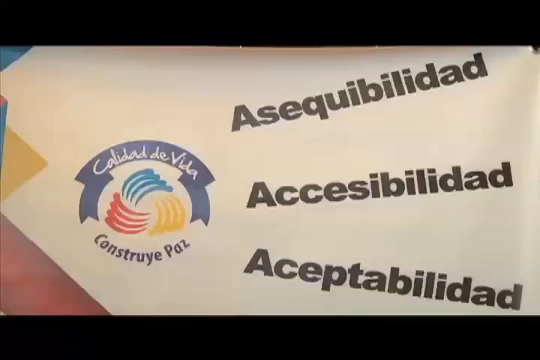 Asequibilidad
Calidad de Vida
Accesibilidad
Construye Paz
Aceptabilidad